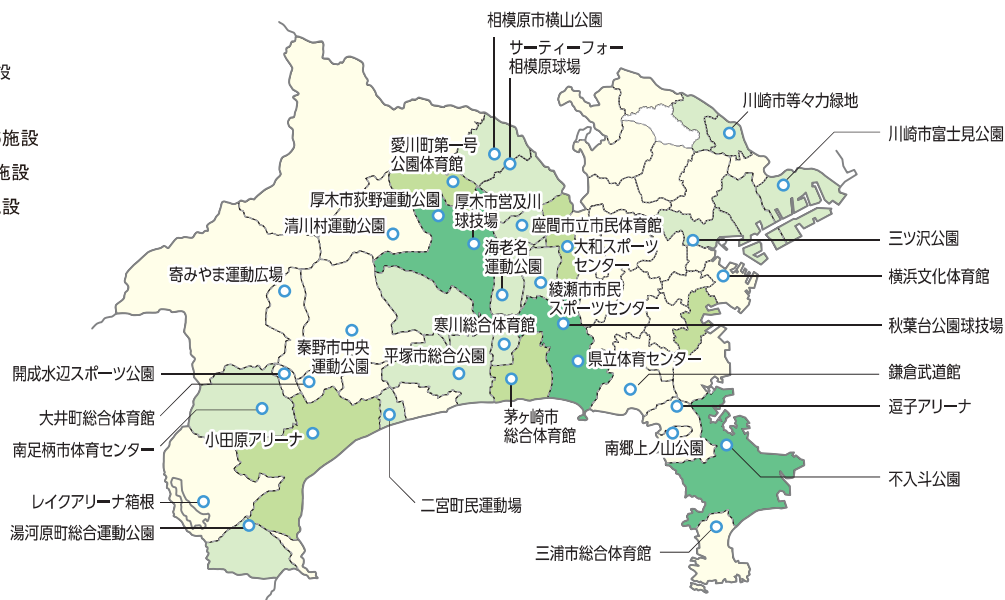 設
施設
施設
設
相模原市横山公園
サーティーフォー
相模原球場
川崎市等々力緑地
川崎市富士見公園
愛川町第一号
公園体育館
厚木市荻野運動公園
厚木市営及川
球技場
清川村運動公園
座間市立市民体育館
大和スポーツ
センター
海老名
運動公園
三ツ沢公園
寄みやま運動広場
横浜文化体育館
綾瀬市市民
スポーツセンター
寒川総合体育館
秋葉台公園球技場
秦野市中央
運動公園
平塚市総合公園
県立体育センター
開成水辺スポーツ公園
鎌倉武道館
大井町総合体育館
茅ヶ崎市
総合体育館
逗子アリーナ
南足柄市体育センター
小田原アリーナ
南郷上ノ山公園
不入斗公園
レイクアリーナ箱根
二宮町民運動場
湯河原町総合運動公園
三浦市総合体育館